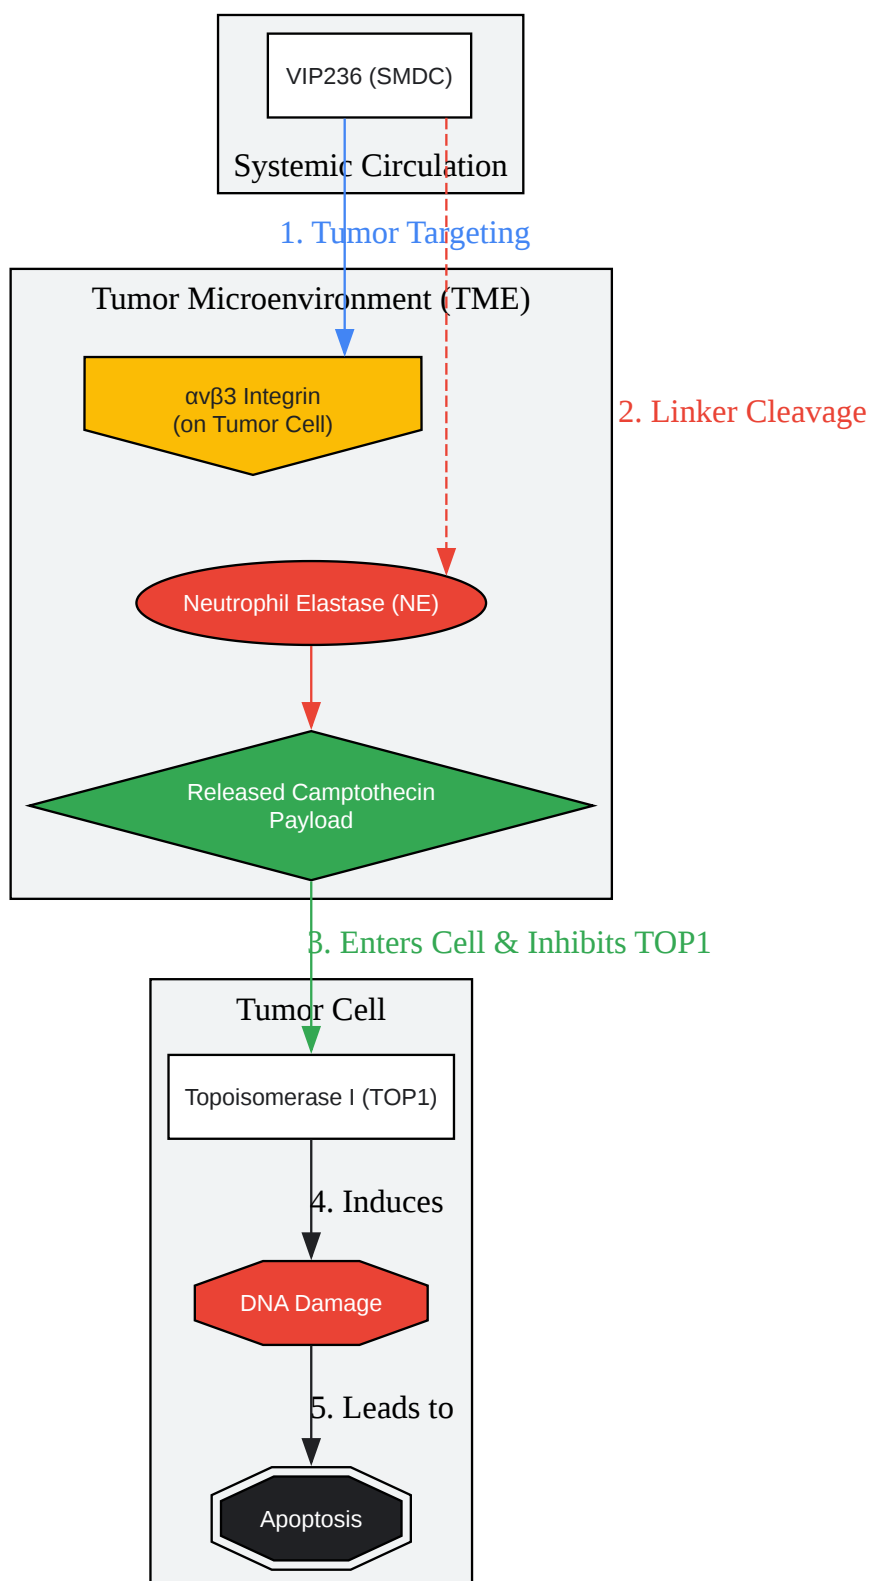 VIP236 (SMDC)
Systemic Circulation
1. Tumor Targeting
Tumor Microenvironment (TME)
αvβ3 Integrin
(on Tumor Cell)
2. Linker Cleavage
Neutrophil Elastase (NE)
Released Camptothecin
Payload
3. Enters Cell & Inhibits TOP1
Tumor Cell
Topoisomerase I (TOP1)
4. Induces
DNA Damage
5. Leads to
Apoptosis